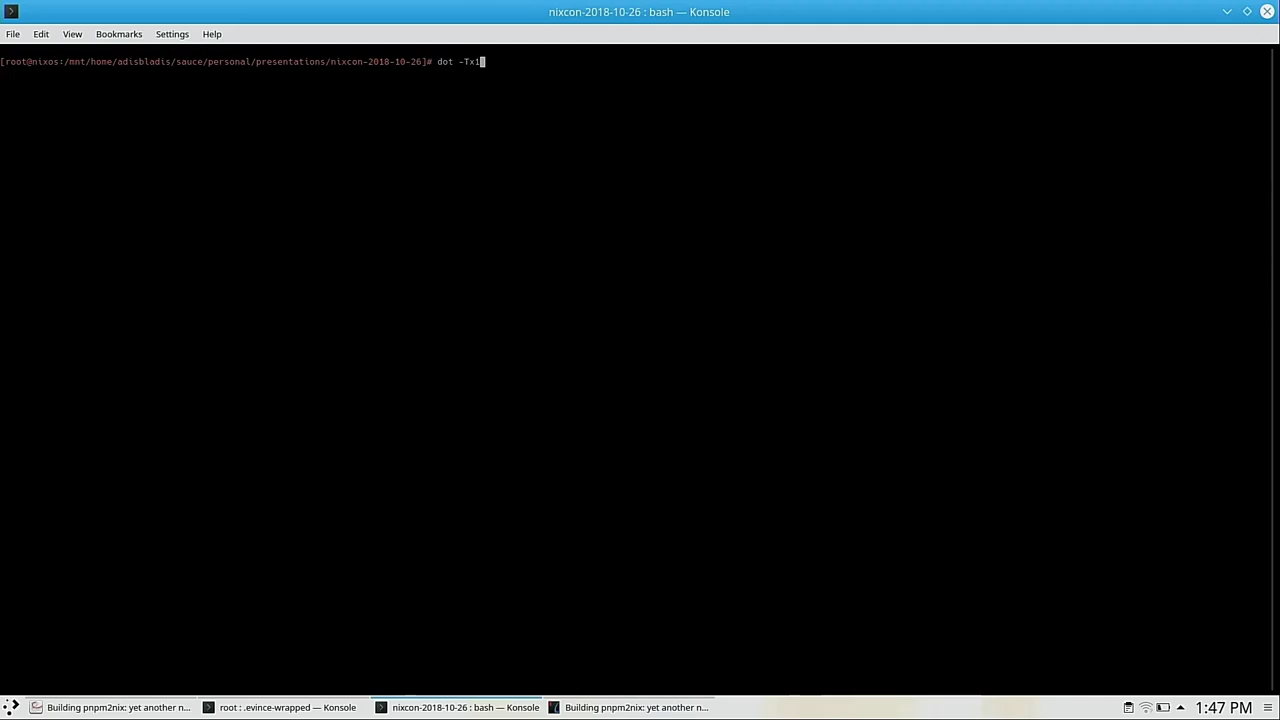 nixcon-2018-10-26 : bash — Konsole
File Edit View Bookmarks Settings Help
[root@nixos:/mnt/home/adisbladis/sauce/personal/presentations/nixcon-2018-10-26]# dot -Tx1
Building pnpm2nix: yet another n... root : .evince-wrapped — Konsole nixcon-2018-10-26 : bash — Konsole Building pnpm2nix: yet another n... 1:47 PM